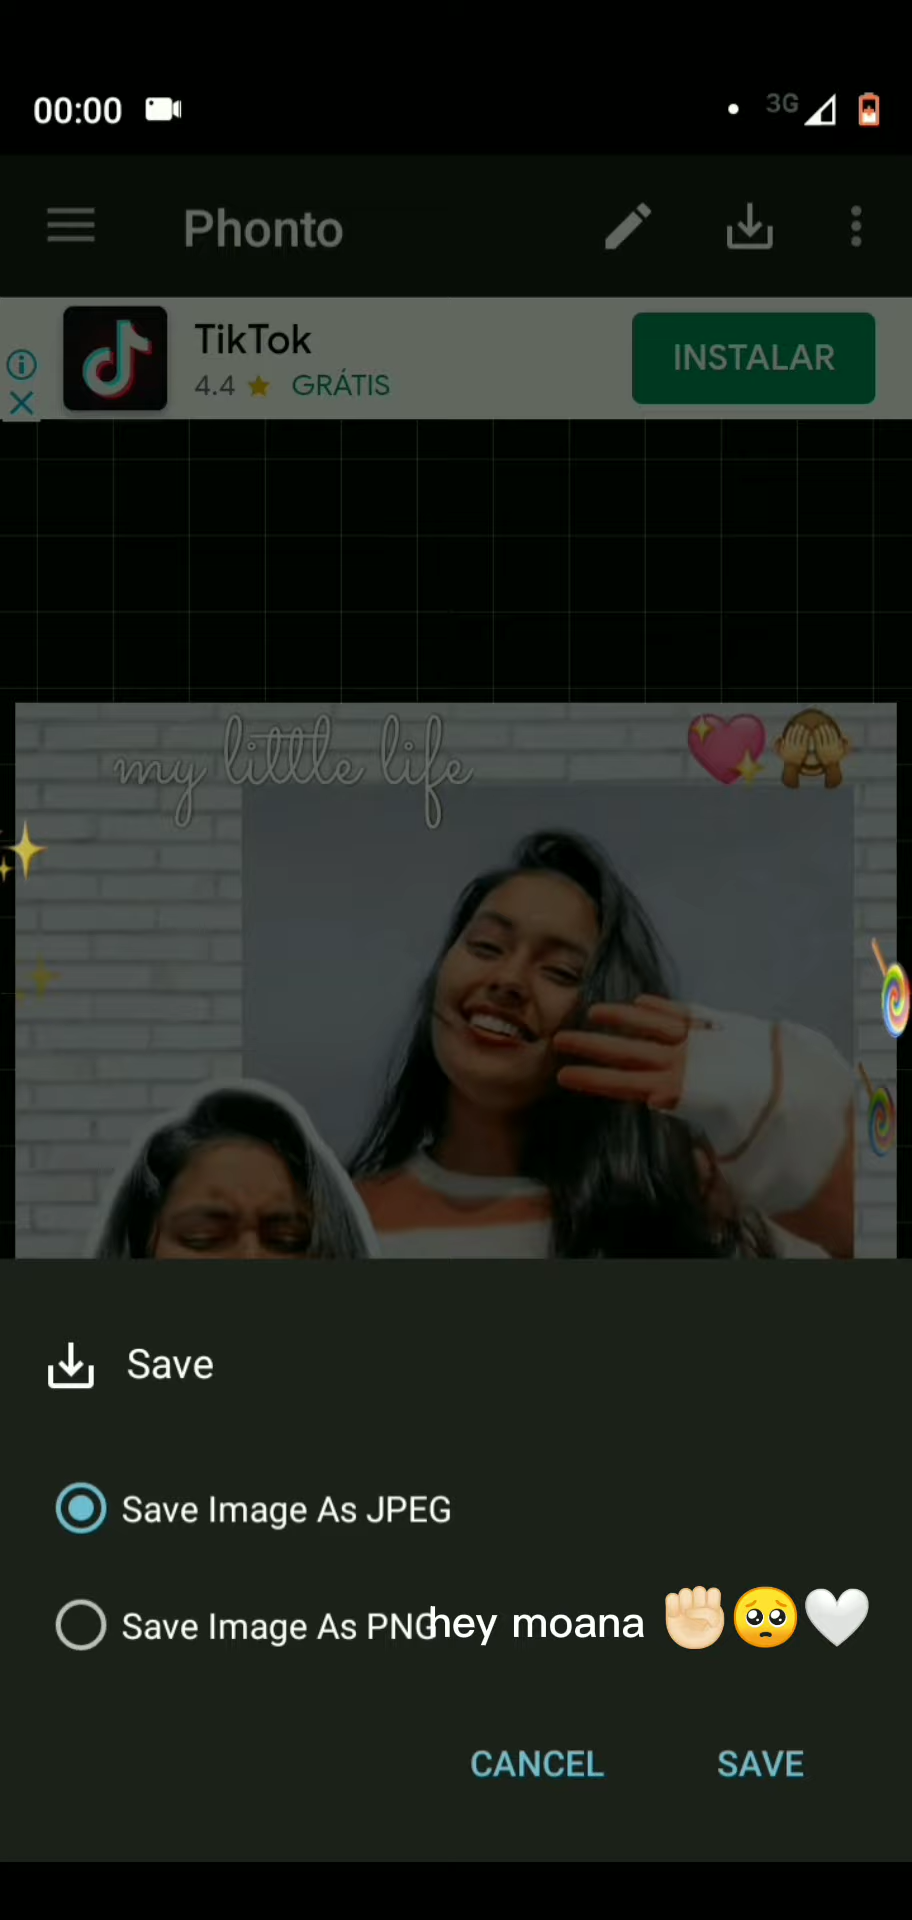 00:00
3G
Phonto
TikTok
4.4 ★ GRÁTIS
INSTALAR
my little life 💖🙈
Save
Save Image As JPEG
Save Image As PNG
hey moana ✊🏻🥺🤍
CANCEL SAVE